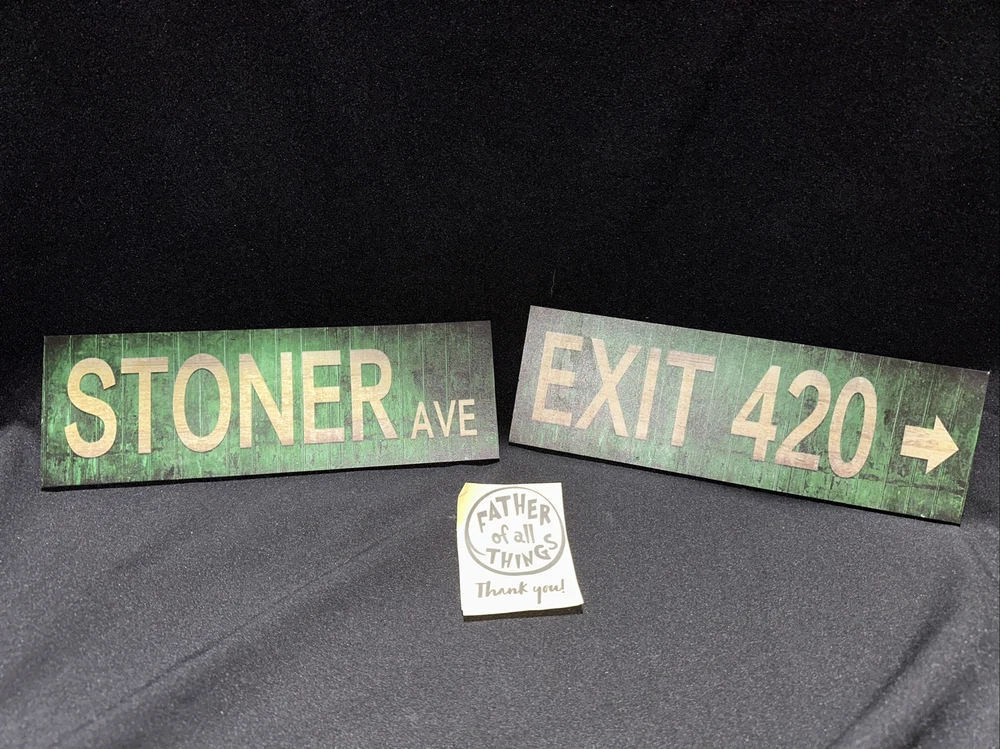 STONER AVE
EXIT 420
FATHER
of all
THINGS
Thank you!